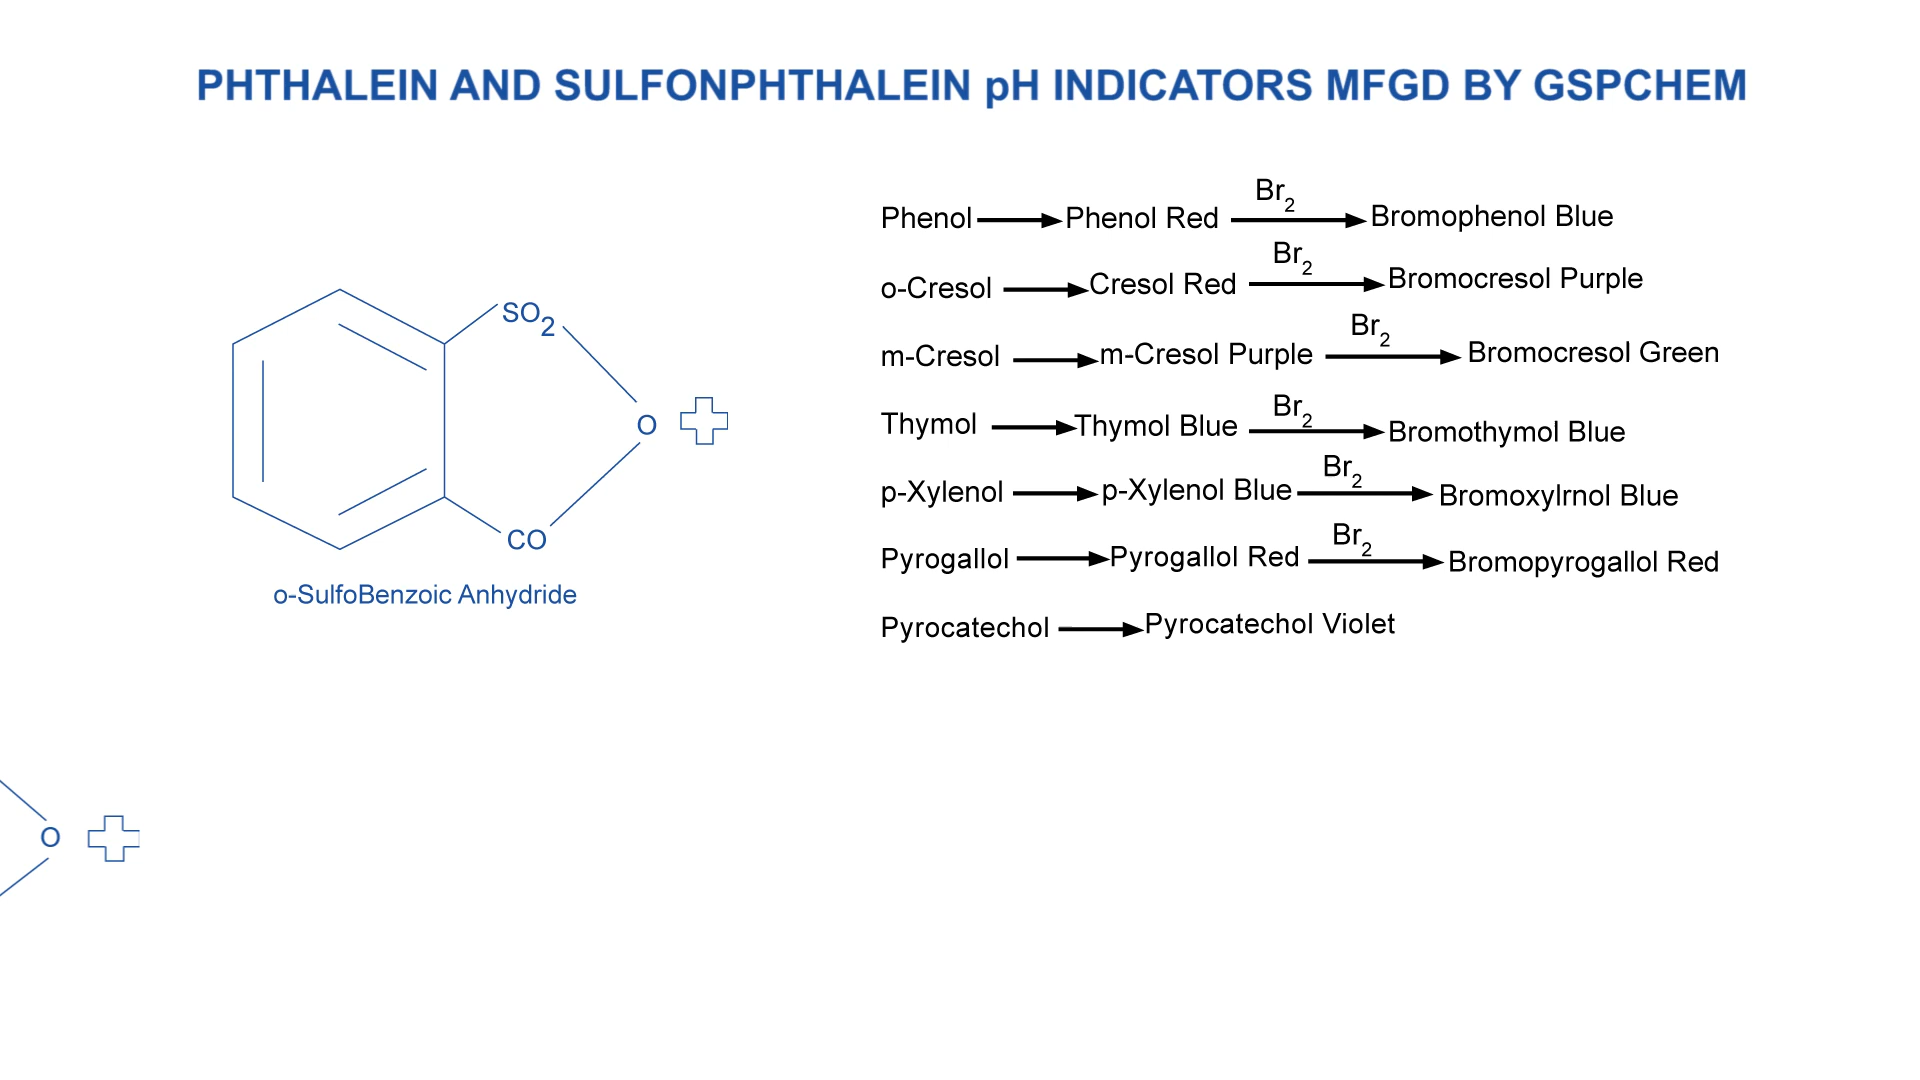 PHTHALEIN AND SULFONPHTHALEIN pH INDICATORS MFGD BY GSPCHEM
SO2
O
CO
o-SulfoBenzoic Anhydride
Phenol Phenol Red Br2 Bromophenol Blue
o-Cresol Cresol Red Br2 Bromocresol Purple
m-Cresol m-Cresol Purple Br2 Bromocresol Green
Thymol Thymol Blue Br2 Bromothymol Blue
p-Xylenol p-Xylenol Blue Br2 Bromoxylrnol Blue
Pyrogallol Pyrogallol Red Br2 Bromopyrogallol Red
Pyrocatechol Pyrocatechol Violet
O